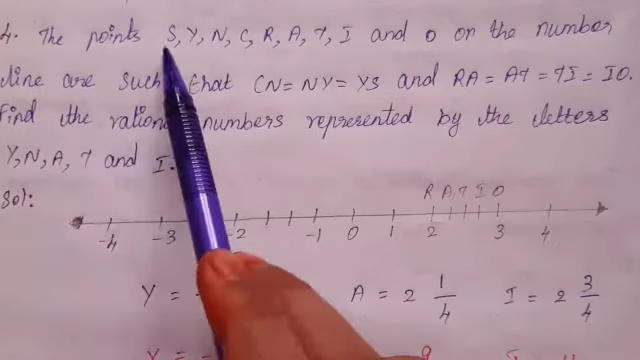 4. The points S, Y, N, C, R, A, T, I and O on the number
line are such that CN = NY = YS and RA = AT = TI = IO.
Find the numbers represented by the letters
Y, N, A, T and I.
Sol:
R A T I O
-4 -3 -2 -1 0 1 2 3 4
Y = - A = 2 1/4 I = 2 3/4